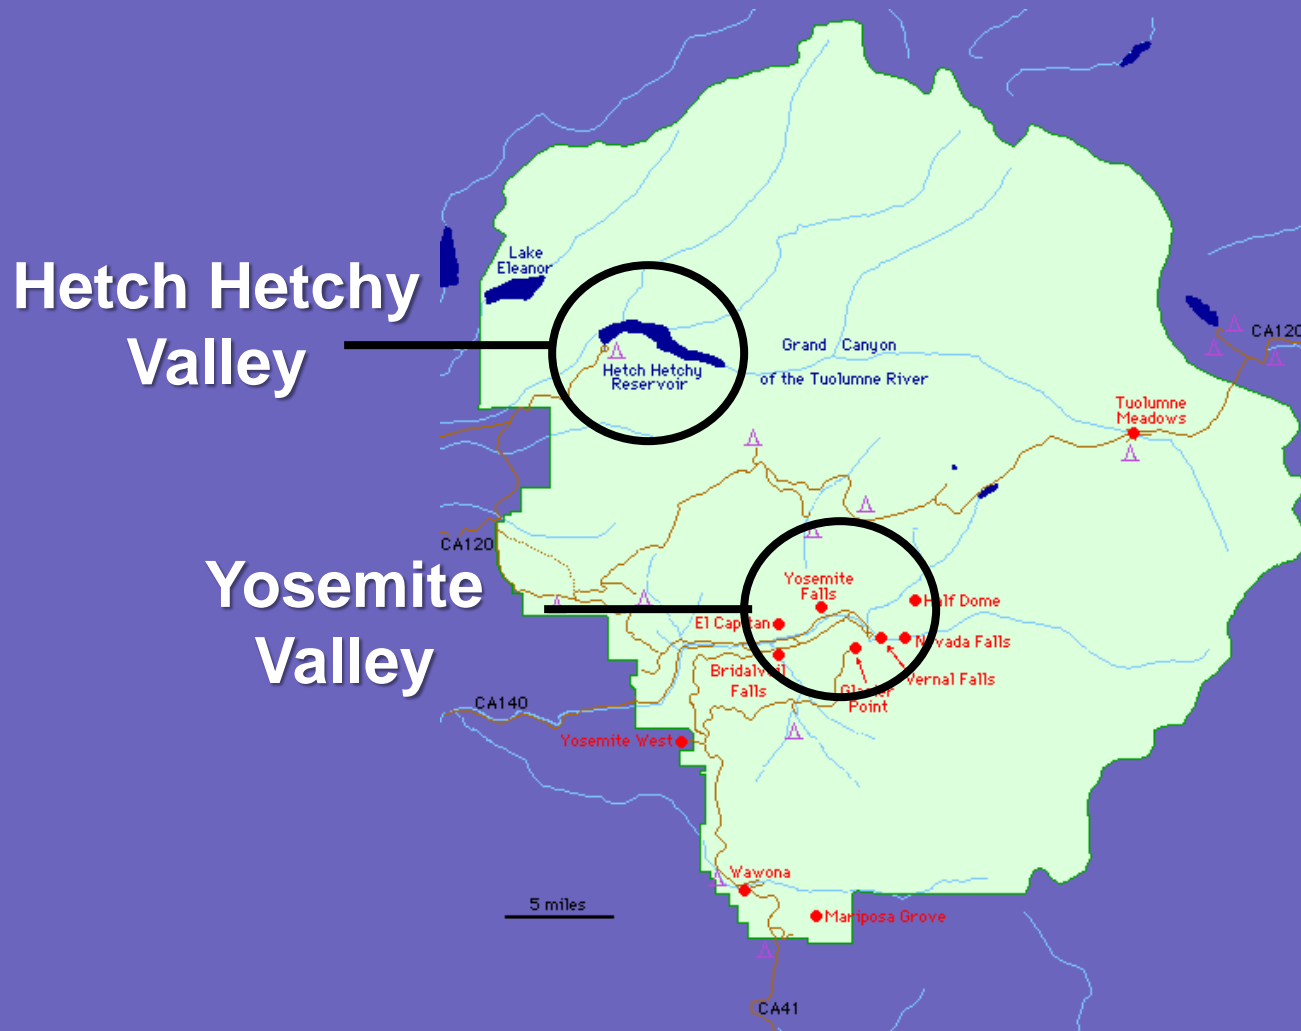 Lake
Eleanor
Hetch Hetchy
Valley
CA120
Grand Canyon
Hetch Hetchy
Reservoir
of the Tuolumne River
Tuolumne
Meadows
CA120
Yosemite
Valley
Yosemite
Falls
Half Dome
El Capitan
Nevada Falls
Bridalveil
Falls
Vernal Falls
Glacier
Point
CA140
Yosemite West
Wawona
5 miles
Mariposa Grove
CA41